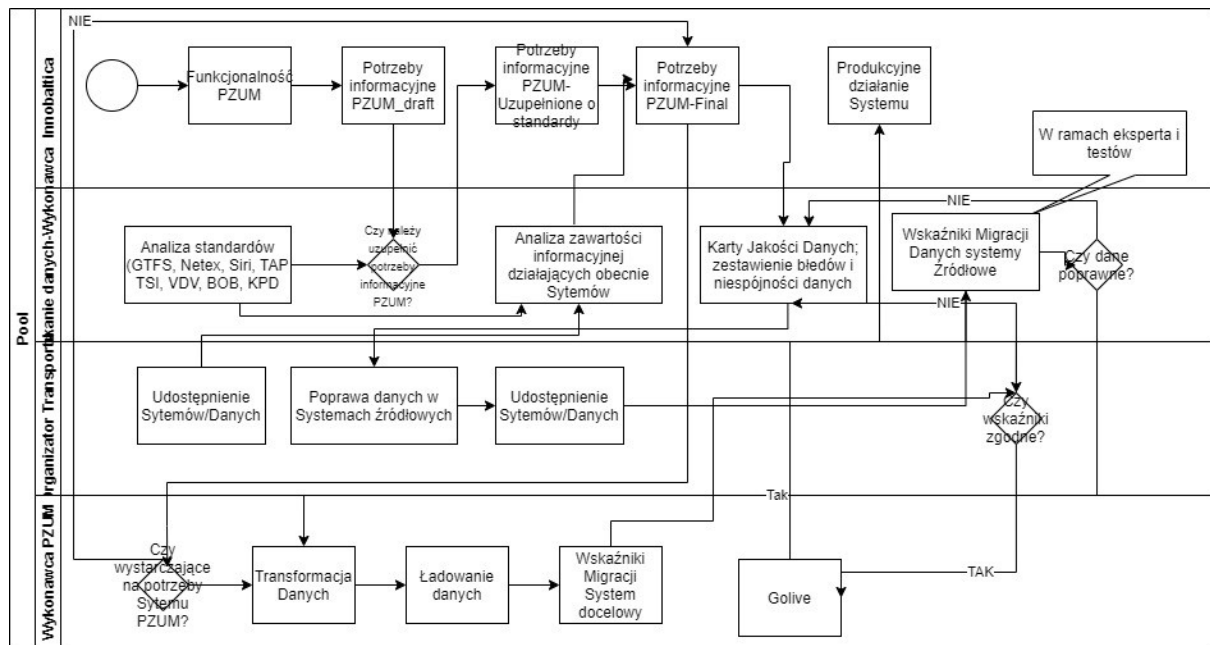 NIE
Funkcjonalność
PZUM
Potrzeby
informacyjne
PZUM_draft
Potrzeby
informacyjne
PZUM-
Uzupełnione o
standardy
Potrzeby
informacyjne
PZUM-Final
Produkcyjne
działanie
Systemu
W ramach eksperta i
testów
Innobaltica
Pool
ikanie danych-Wykonawca
Analiza standardów
(GTFS, Netex, Siri, TAP
TSI, VDV, BOB, KPD
Czy należy
uzupełnić
potrzeby
informacyjne
PZUM?
Analiza zawartości
informacyjnej
działających obecnie
Sytemów
Karty Jakości Danych;
zestawienie błedów i
niespójności danych
NIE
Wskaźniki Migracji
Danych systemy
Źródłowe
Czy dane
poprawne?
NIE
rganizator Transportu
Udostępnienie
Sytemów/Danych
Poprawa danych w
Systemach źródłowych
Udostępnienie
Sytemów/Danych
Czy
wskaźniki
zgodne?
Tak
Wykonawca PZUM
Czy
wystarczające
na potrzeby
Sytemu
PZUM?
Transformacja
Danych
Ładowanie
danych
Wskaźniki
Migracji
System
docelowy
Golive
TAK